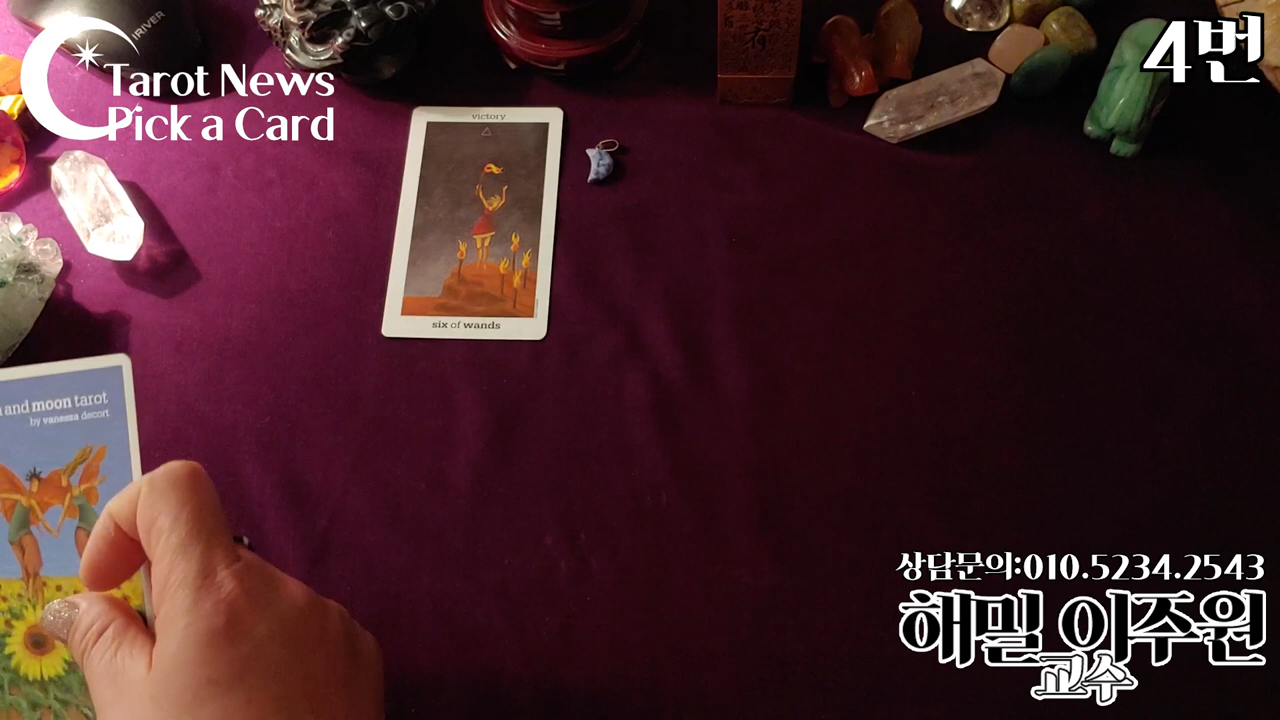 IRIVER
Tarot News
Pick a Card
4번
victory
six of wands
and moon tarot
by vanessa decort
상담문의:010.5234.2543
해밀 이주원
교수